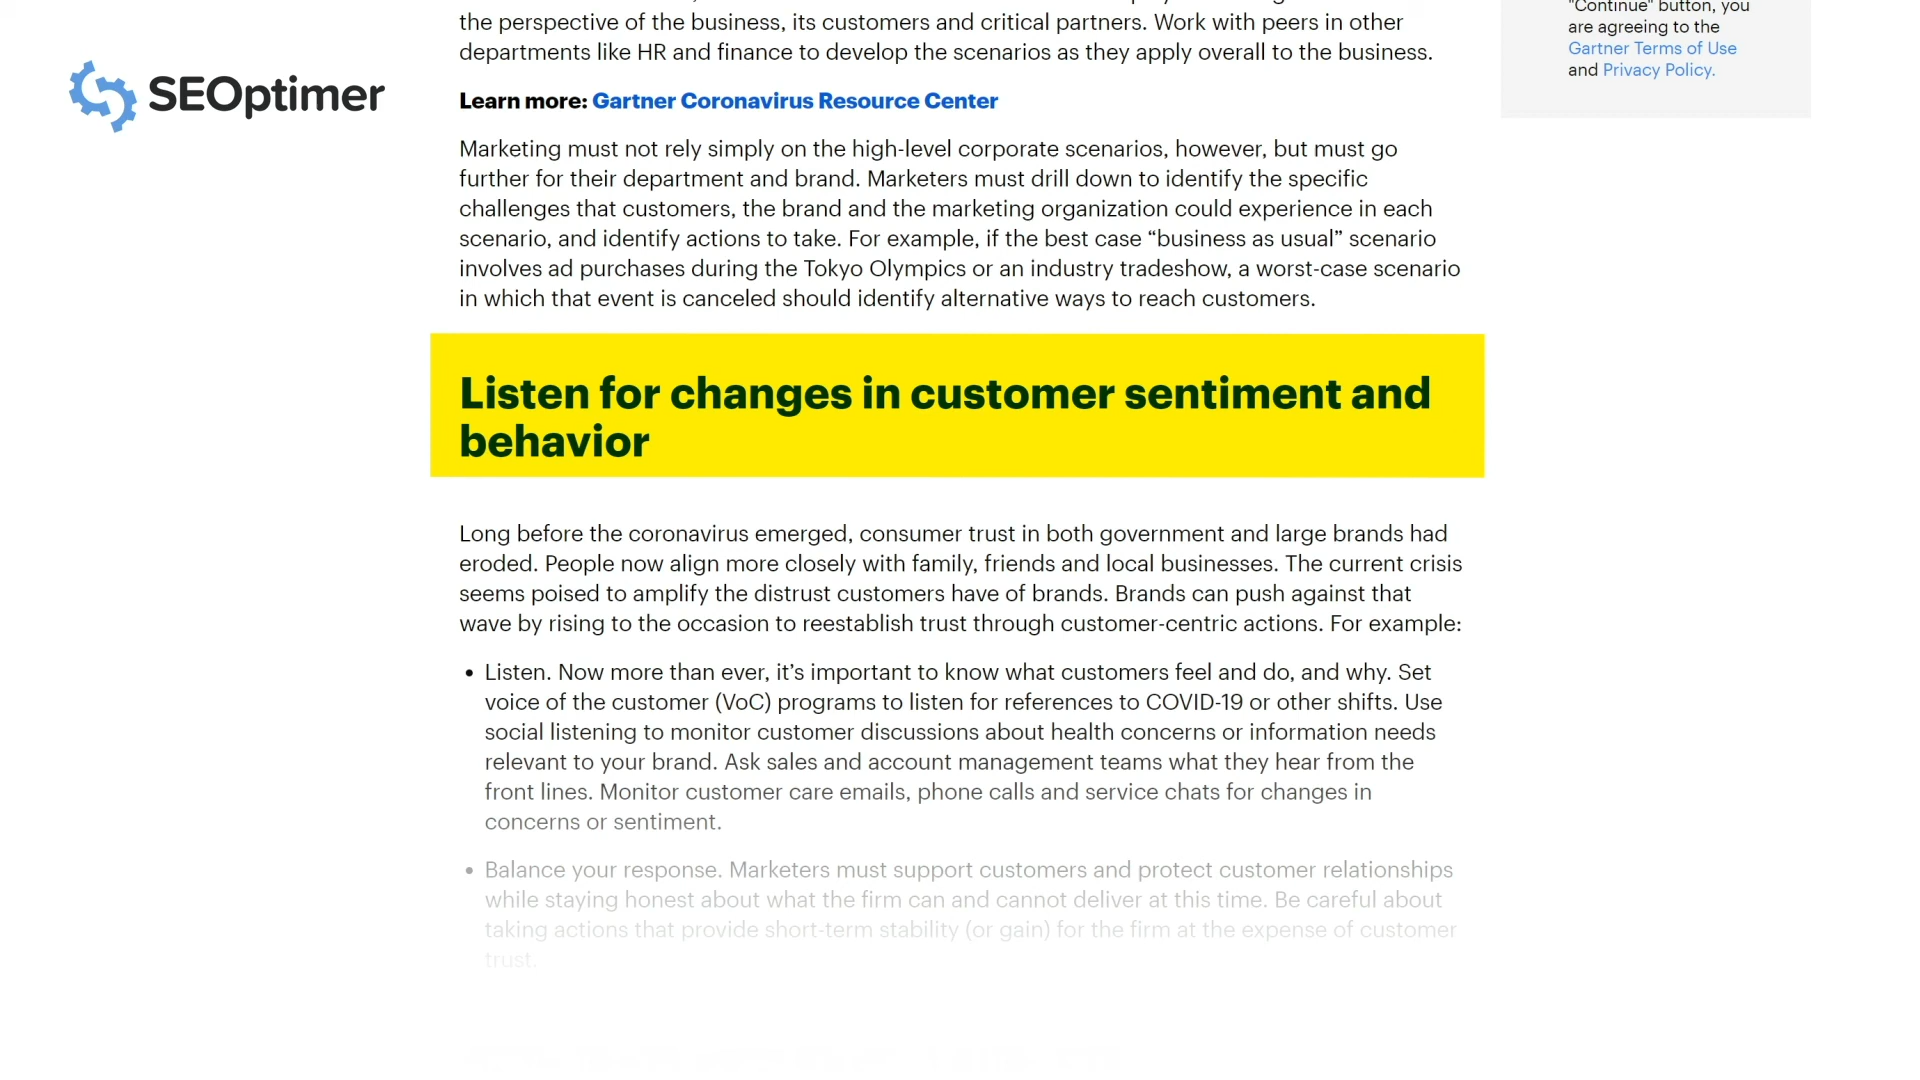 the perspective of the business, its customers and critical partners. Work with peers in other
departments like HR and finance to develop the scenarios as they apply overall to the business.
"Continue" button, you
are agreeing to the
Gartner Terms of Use
and Privacy Policy.
SEOptimer
Learn more: Gartner Coronavirus Resource Center
Marketing must not rely simply on the high-level corporate scenarios, however, but must go
further for their department and brand. Marketers must drill down to identify the specific
challenges that customers, the brand and the marketing organization could experience in each
scenario, and identify actions to take. For example, if the best case “business as usual” scenario
involves ad purchases during the Tokyo Olympics or an industry tradeshow, a worst-case scenario
in which that event is canceled should identify alternative ways to reach customers.
Listen for changes in customer sentiment and
behavior
Long before the coronavirus emerged, consumer trust in both government and large brands had
eroded. People now align more closely with family, friends and local businesses. The current crisis
seems poised to amplify the distrust customers have of brands. Brands can push against that
wave by rising to the occasion to reestablish trust through customer-centric actions. For example:
• Listen. Now more than ever, it’s important to know what customers feel and do, and why. Set
voice of the customer (VoC) programs to listen for references to COVID-19 or other shifts. Use
social listening to monitor customer discussions about health concerns or information needs
relevant to your brand. Ask sales and account management teams what they hear from the
front lines. Monitor customer care emails, phone calls and service chats for changes in
concerns or sentiment.
• Balance your response. Marketers must support customers and protect customer relationships
while staying honest about what the firm can and cannot deliver at this time. Be careful about
taking actions that provide short-term stability (or gain) for the firm at the expense of customer
trust.